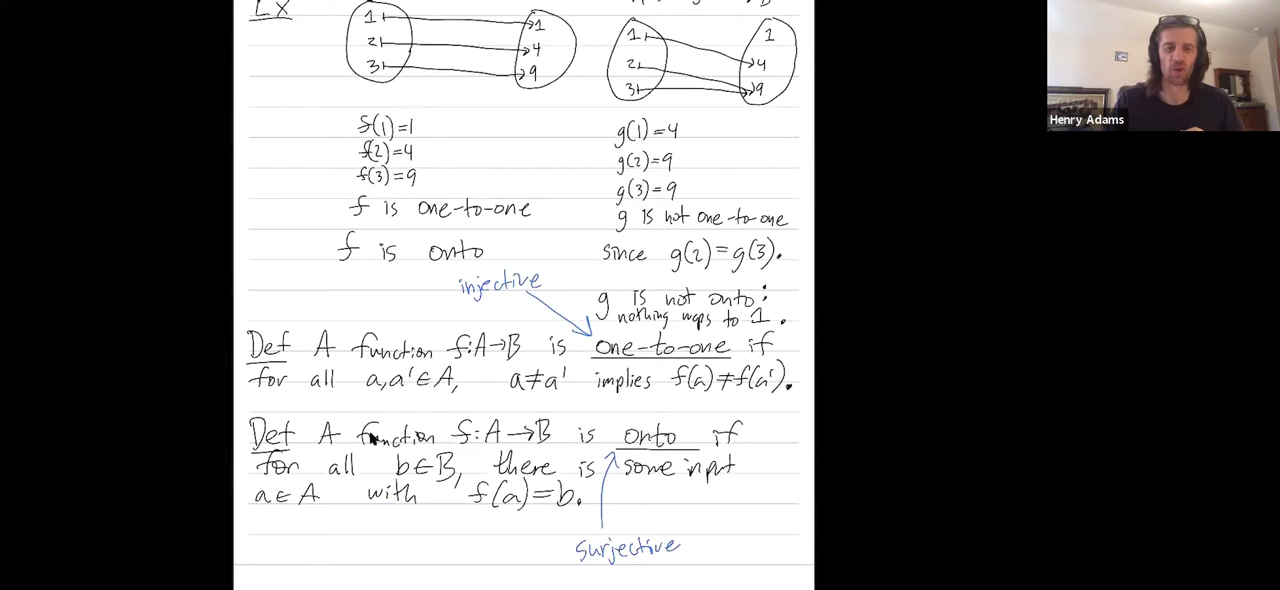 Ex
1
2
3
1
4
9
1
2
3
1
4
9
f(1)=1
f(2)=4
f(3)=9
f is one-to-one
f is onto
g(1)=4
g(2)=9
g(3)=9
g is not one-to-one
since g(2)=g(3).
g is not onto:
nothing maps to 1.
injective
Def A function f:A→B is one-to-one if
for all a,a'∈A, a≠a' implies f(a)≠f(a').
Def A function f:A→B is onto if
for all b∈B, there is some input
a∈A with f(a)=b.
surjective
Henry Adams